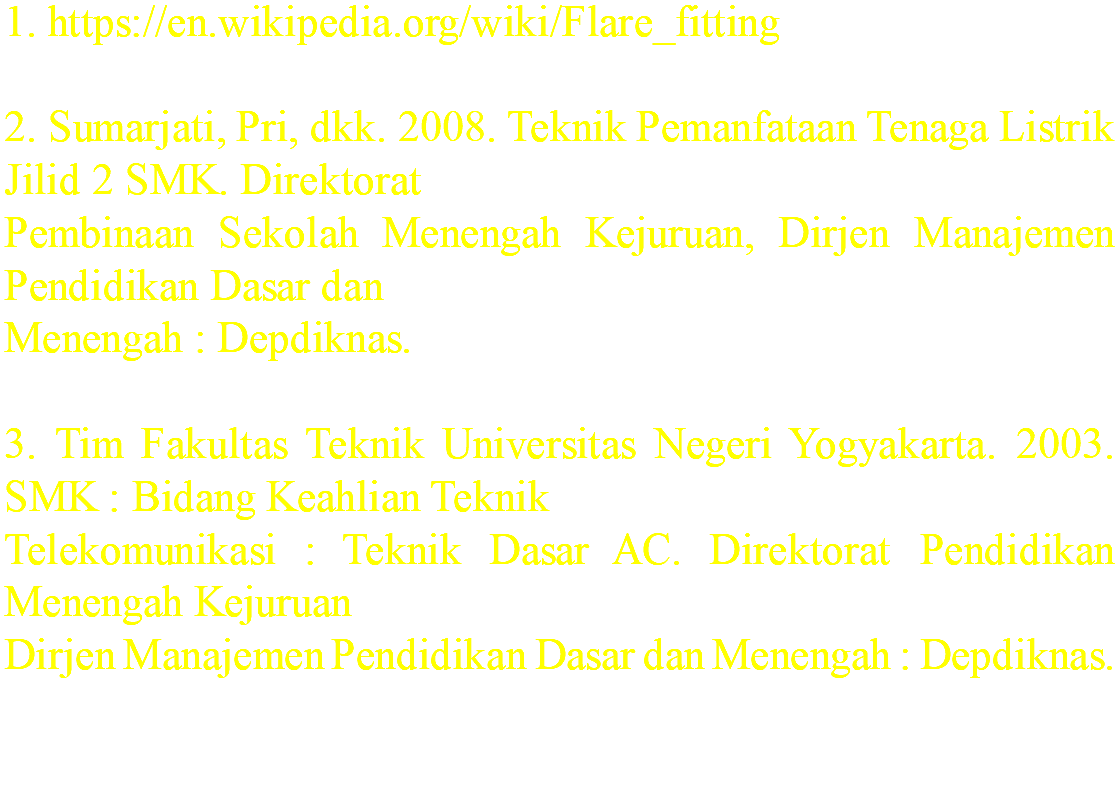 1. https://en.wikipedia.org/wiki/Flare_fitting
2. Sumarjati, Pri, dkk. 2008. Teknik Pemanfataan Tenaga Listrik
Jilid 2 SMK. Direktorat
Pembinaan Sekolah Menengah Kejuruan, Dirjen Manajemen
Pendidikan Dasar dan
Menengah : Depdiknas.
3. Tim Fakultas Teknik Universitas Negeri Yogyakarta. 2003.
SMK : Bidang Keahlian Teknik
Telekomunikasi : Teknik Dasar AC. Direktorat Pendidikan
Menengah Kejuruan
Dirjen Manajemen Pendidikan Dasar dan Menengah : Depdiknas.